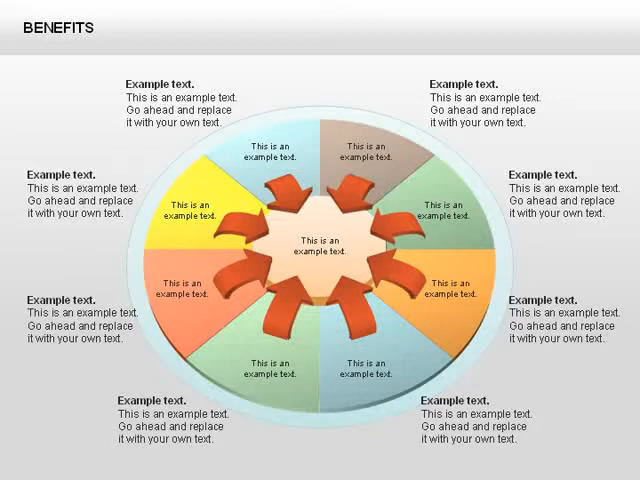 BENEFITS
Example text.
This is an example text.
Go ahead and replace
it with your own text.
Example text.
This is an example text.
Go ahead and replace
it with your own text.
This is an
example text.
This is an
example text.
Example text.
This is an example text.
Go ahead and replace
it with your own text.
This is an
example text.
This is an
example text.
Example text.
This is an example text.
Go ahead and replace
it with your own text.
This is an
example text.
This is an
example text.
This is an
example text.
Example text.
This is an example text.
Go ahead and replace
it with your own text.
Example text.
This is an example text.
Go ahead and replace
it with your own text.
This is an
example text.
This is an
example text.
Example text.
This is an example text.
Go ahead and replace
it with your own text.
Example text.
This is an example text.
Go ahead and replace
it with your own text.